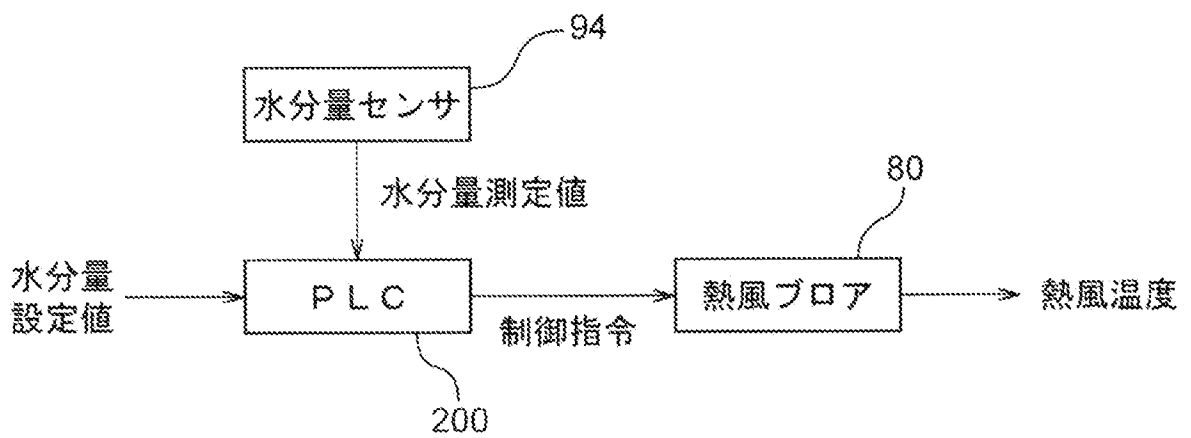 94
水分量センサ
水分量測定値
80
水分量
設定値
PLC
制御指令
熱風ブロア
熱風温度
200